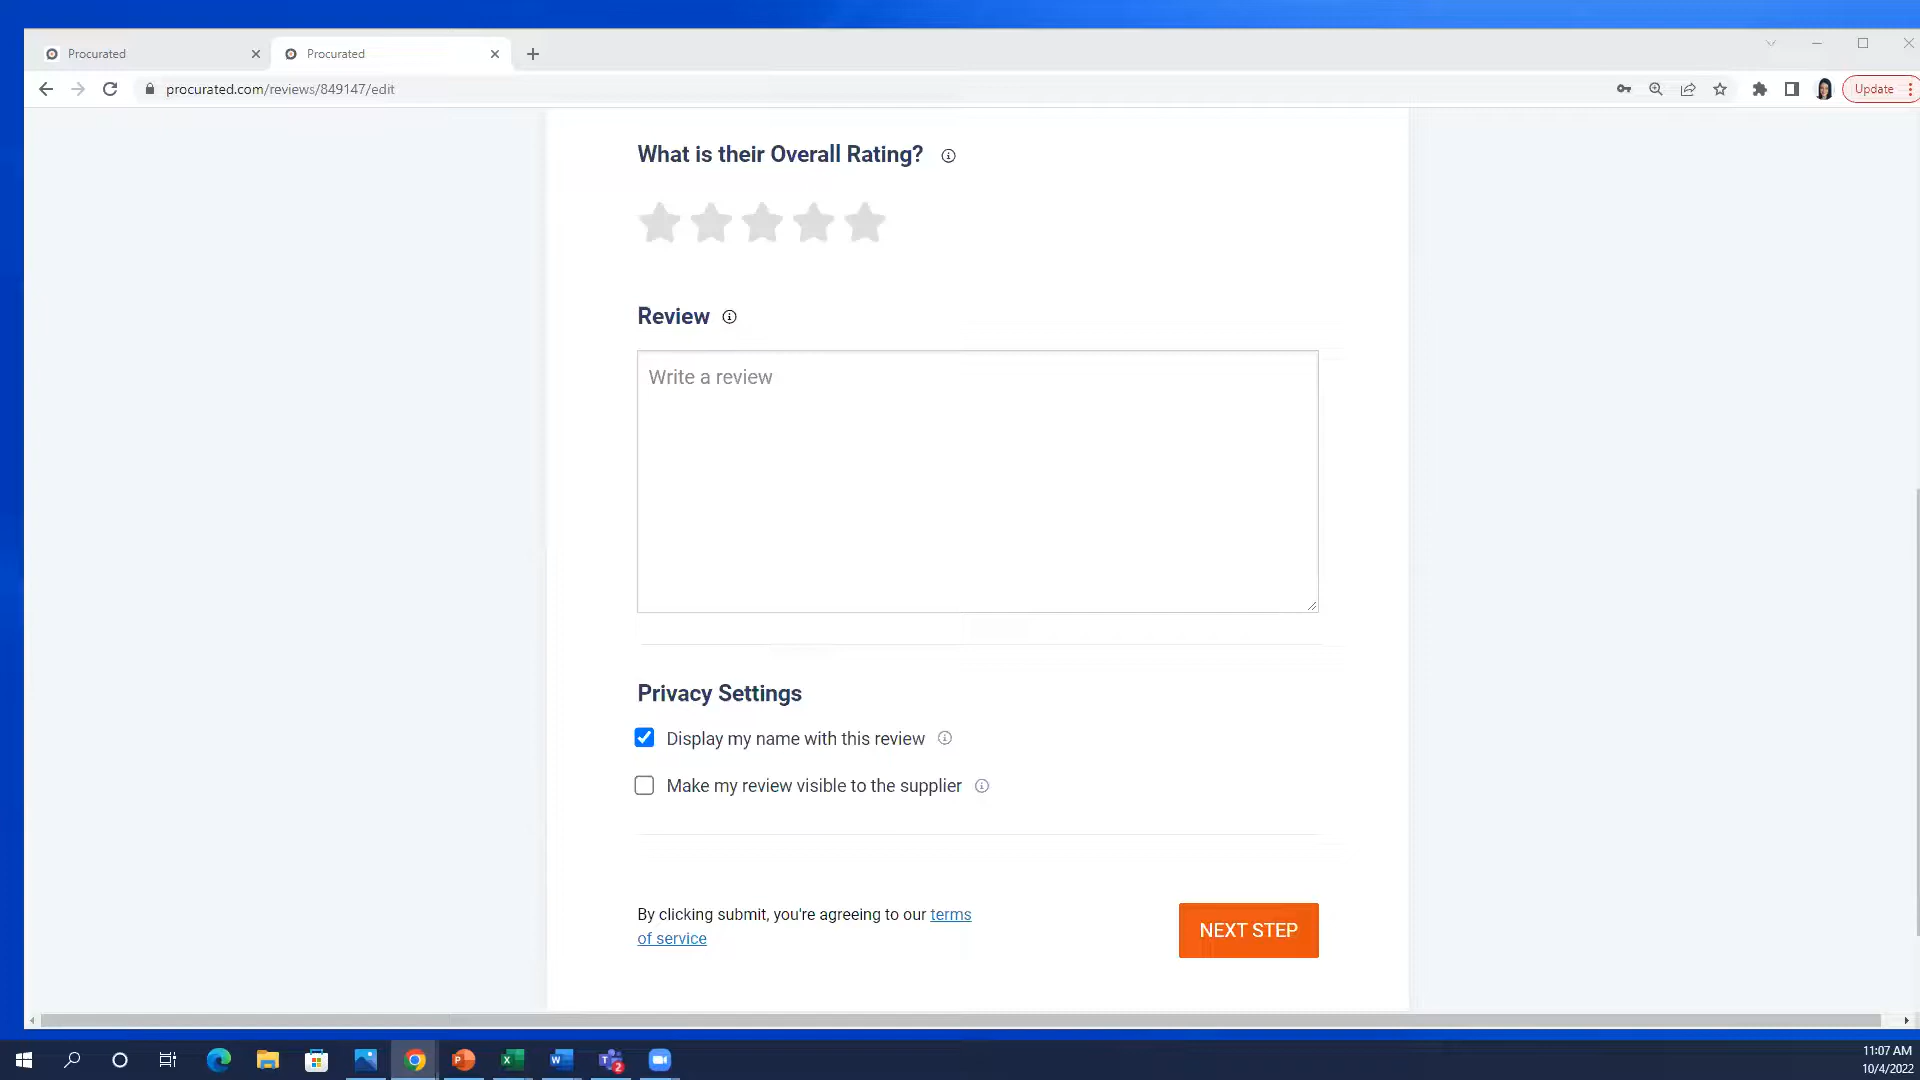 Procurated
Procurated
procurated.com/reviews/849147/edit
Update
What is their Overall Rating?
Review
Write a review
Privacy Settings
Display my name with this review
Make my review visible to the supplier
By clicking submit, you're agreeing to our terms
of service
NEXT STEP
2
11:07 AM
10/4/2022